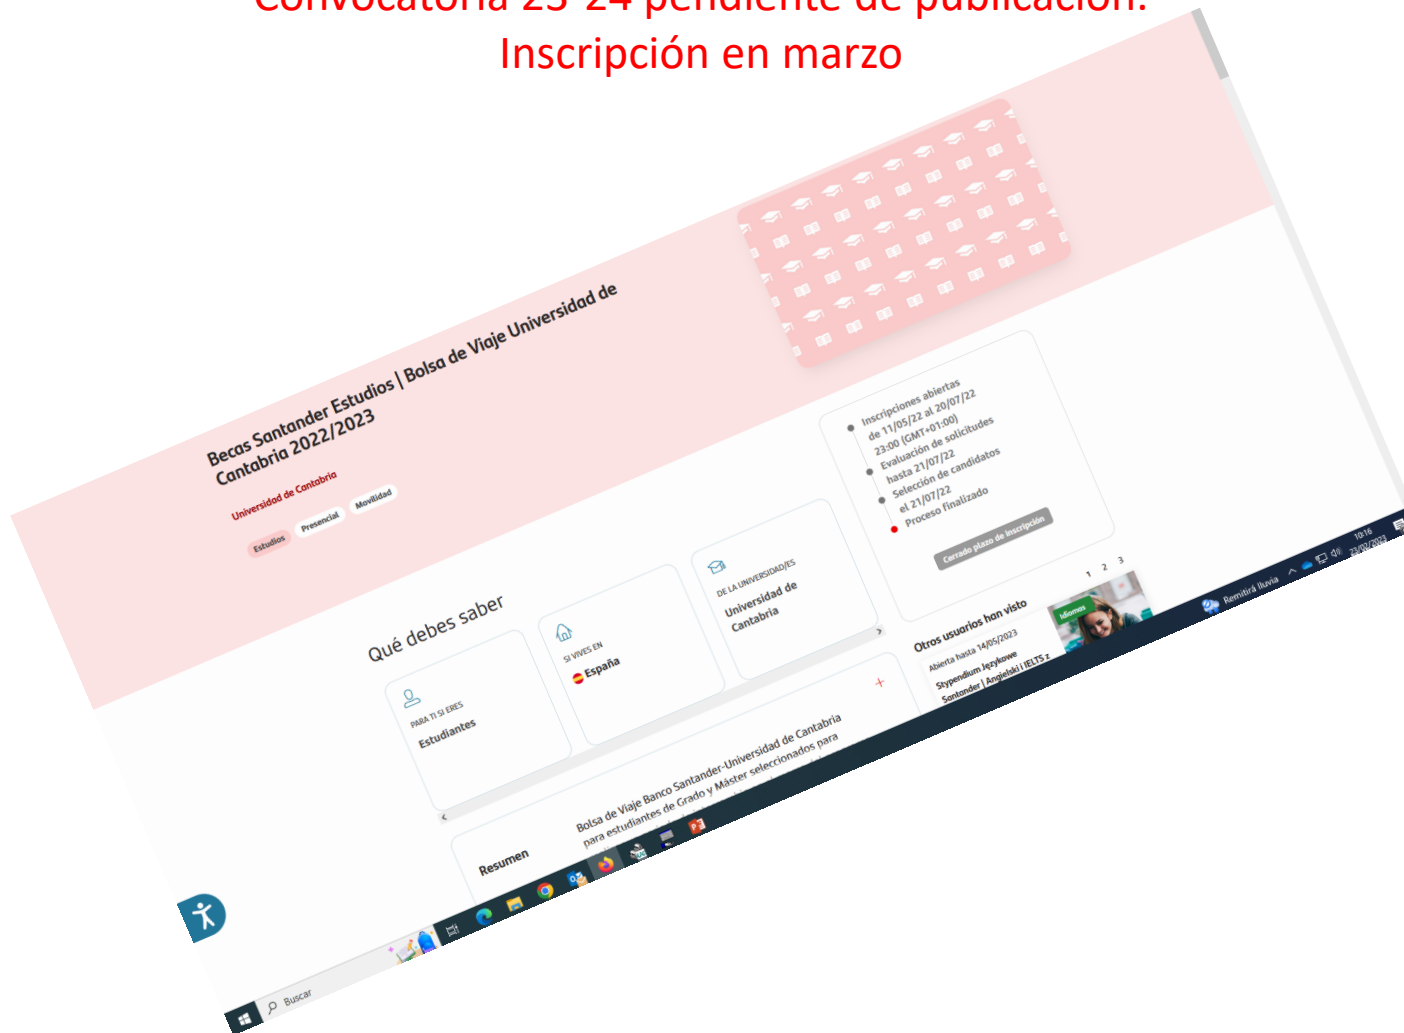 Convocatoria 23-24 pendiente de publicación.
Inscripción en marzo
Becas Santander Estudios | Bolsa de Viaje Universidad de
Cantabria 2022/2023
Universidad de Cantabria
Estudios
Presencial
Movilidad
Inscripciones abiertas
de 11/05/22 al 20/07/22
23:00 (GMT+01:00)
Evaluación de solicitudes
hasta 21/07/22
Selección de candidatos
el 21/07/22
Proceso finalizado
Cerrado plazo de inscripción
Qué debes saber
PARA TI SI ERES
Estudiantes
SI VIVES EN
España
DE LA UNIVERSIDAD/ES
Universidad de
Cantabria
1 2 3
Otros usuarios han visto
Idiomas
Abierta hasta 14/05/2023
Stypendium Językowe
Santander | Angielski i IELTS z
Resumen
Bolsa de Viaje Banco Santander-Universidad de Cantabria
para estudiantes de Grado y Máster seleccionados para
Buscar
Remitirá lluvia
10:16
23/02/2023